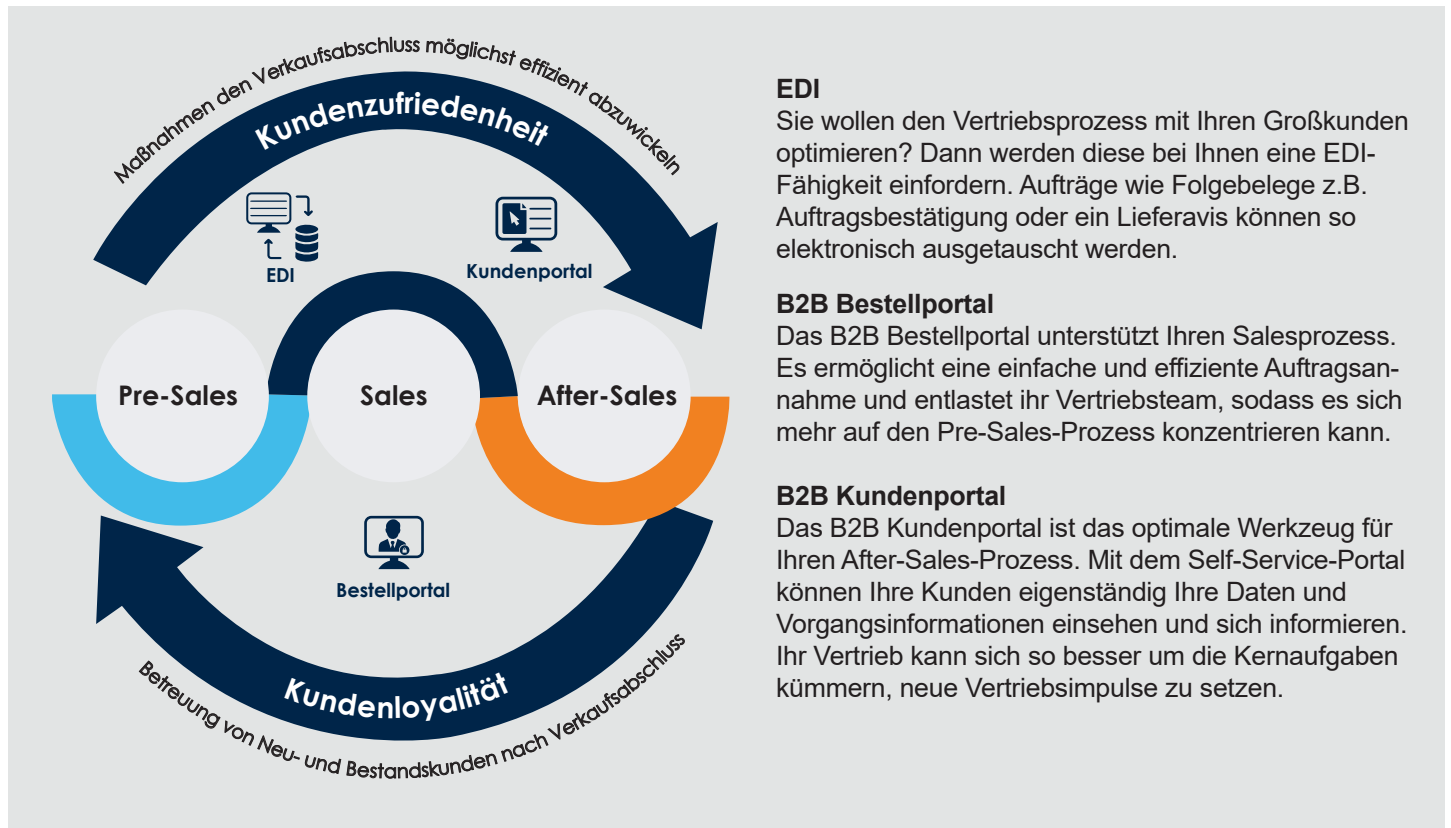 Maßnahmen den Verkaufsabschluss möglichst effizient abzuwickeln
Kundenzufriedenheit
EDI
Kundenportal
Pre-Sales
Sales
After-Sales
Bestellportal
Kundenloyalität
Betreuung von Neu- und Bestandskunden nach Verkaufsabschluss
EDI
Sie wollen den Vertriebsprozess mit Ihren Großkunden
optimieren? Dann werden diese bei Ihnen eine EDI-
Fähigkeit einfordern. Aufträge wie Folgebelege z.B.
Auftragsbestätigung oder ein Lieferavis können so
elektronisch ausgetauscht werden.
B2B Bestellportal
Das B2B Bestellportal unterstützt Ihren Salesprozess.
Es ermöglicht eine einfache und effiziente Auftragsan-
nahme und entlastet ihr Vertriebsteam, sodass es sich
mehr auf den Pre-Sales-Prozess konzentrieren kann.
B2B Kundenportal
Das B2B Kundenportal ist das optimale Werkzeug für
Ihren After-Sales-Prozess. Mit dem Self-Service-Portal
können Ihre Kunden eigenständig Ihre Daten und
Vorgangsinformationen einsehen und sich informieren.
Ihr Vertrieb kann sich so besser um die Kernaufgaben
kümmern, neue Vertriebsimpulse zu setzen.